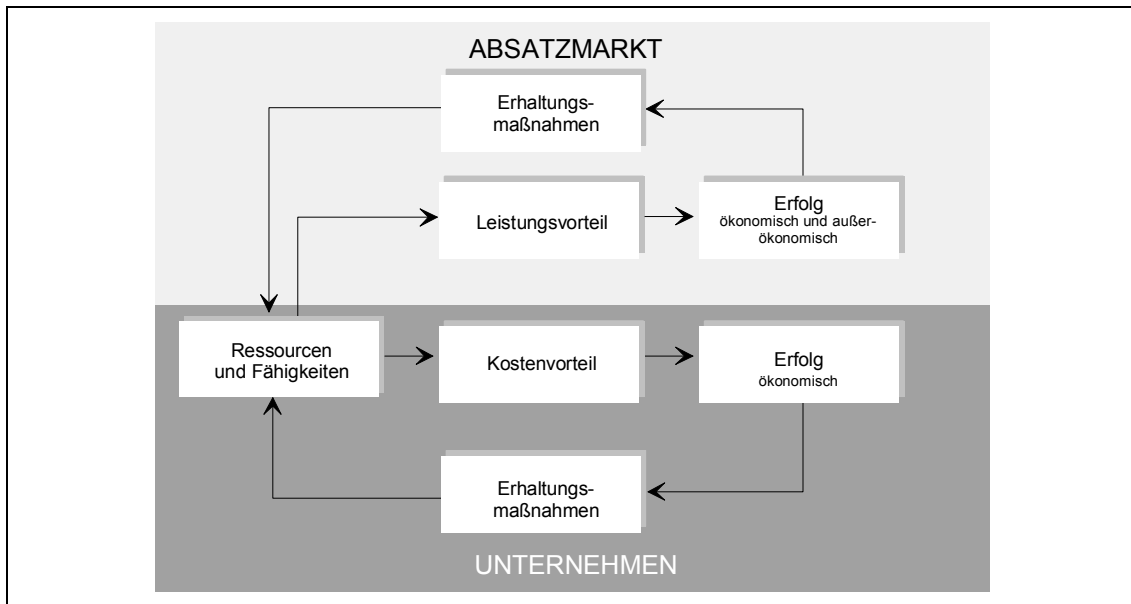 ABSATZMARKT
Erhaltungs-
maßnahmen
Leistungsvorteil
Erfolg
ökonomisch und außer-
ökonomisch
Ressourcen
und Fähigkeiten
Kostenvorteil
Erfolg
ökonomisch
Erhaltungs-
maßnahmen
UNTERNEHMEN